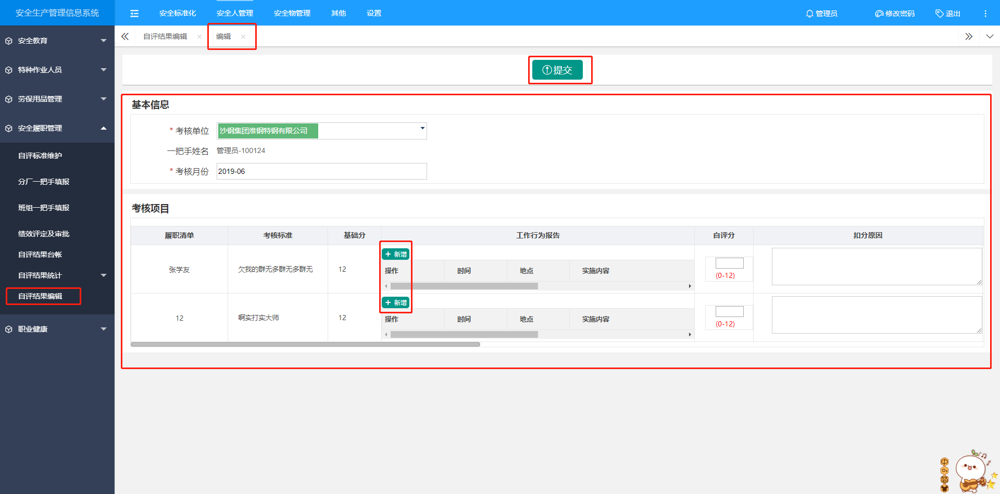 安全生产管理信息系统
安全标准化
安全人管理
安全物管理
其他
设置
管理员
修改密码
退出
安全教育
特种作业人员
劳保用品管理
安全履职管理
自评标准维护
分厂一把手填报
班组一把手填报
绩效评定及审批
自评结果台帐
自评结果统计
自评结果编辑
职业健康
自评结果编辑 ×
编辑 ×
提交
基本信息
* 考核单位 沙钢集团淮钢特钢有限公司
一把手姓名 管理员-100124
* 考核月份 2019-06
考核项目
履职清单 考核标准 基础分 工作行为报告 自评分 扣分原因
张学友 欠我的群无多群无多群无 12
+ 新增
操作 时间 地点 实施内容
(0-12)
12 啊实打实大师 12
+ 新增
操作 时间 地点 实施内容
(0-12)
中
简